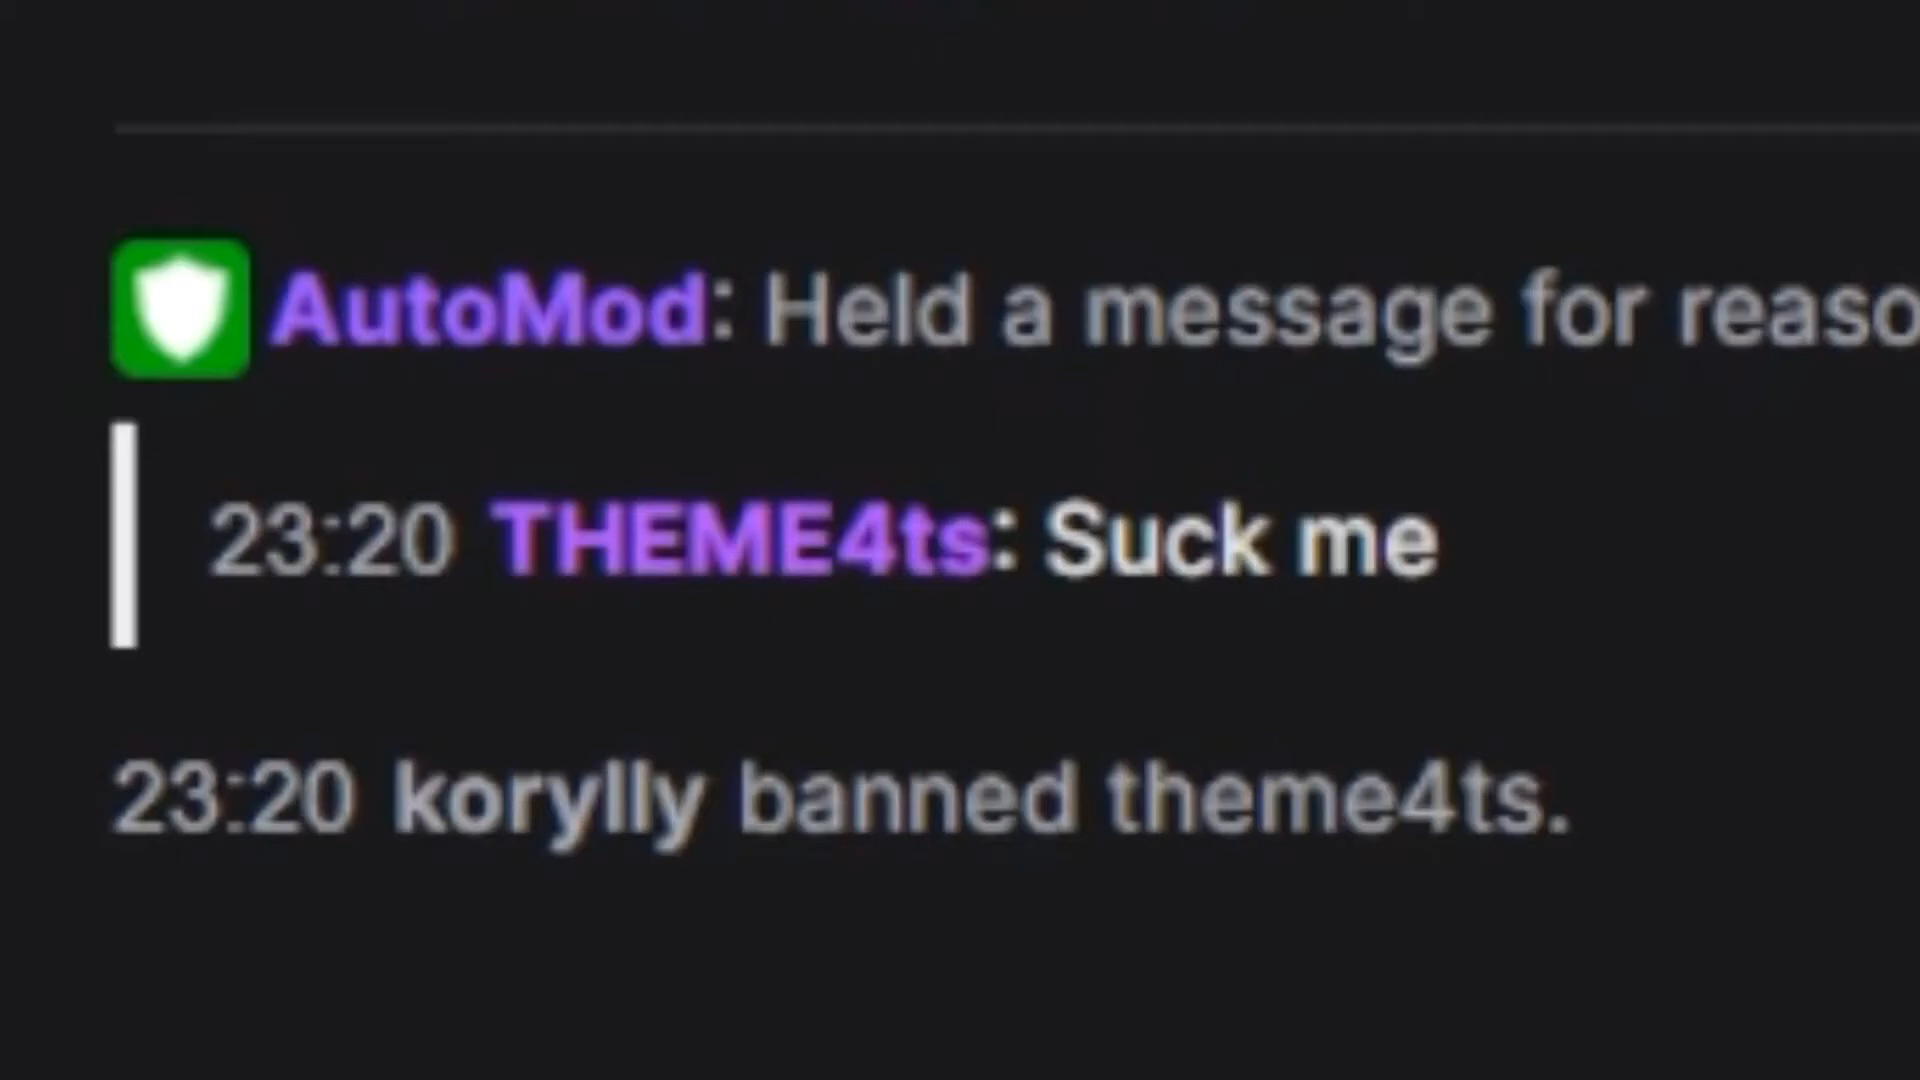 AutoMod: Held a message for reaso
23:20 THEME4ts: Suck me
23:20 korylly banned theme4ts.